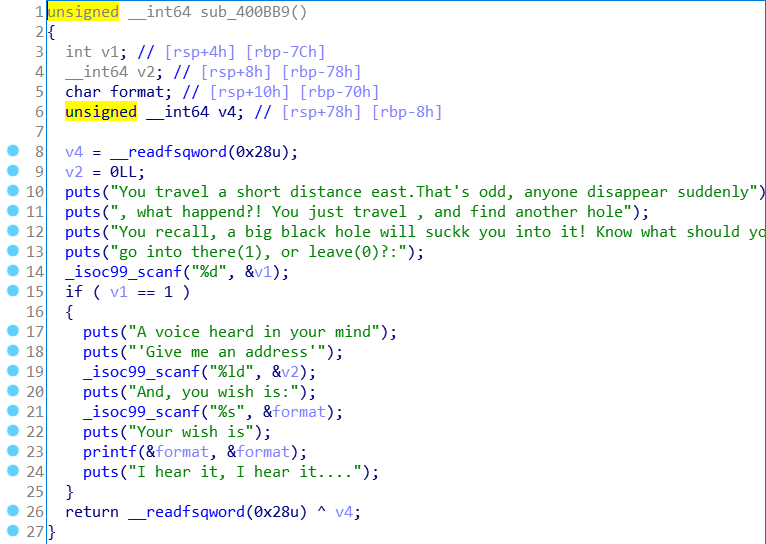 1 unsigned __int64 sub_400BB9()
2 {
3 int v1; // [rsp+4h] [rbp-7Ch]
4 __int64 v2; // [rsp+8h] [rbp-78h]
5 char format; // [rsp+10h] [rbp-70h]
6 unsigned __int64 v4; // [rsp+78h] [rbp-8h]
7
8 v4 = __readfsqword(0x28u);
9 v2 = 0LL;
10 puts("You travel a short distance east.That's odd, anyone disappear suddenly")
11 puts(", what happend?! You just travel , and find another hole");
12 puts("You recall, a big black hole will suckk you into it! Know what should yo
13 puts("go into there(1), or leave(0)?:");
14 _isoc99_scanf("%d", &v1);
15 if ( v1 == 1 )
16 {
17 puts("A voice heard in your mind");
18 puts("'Give me an address'");
19 _isoc99_scanf("%ld", &v2);
20 puts("And, you wish is:");
21 _isoc99_scanf("%s", &format);
22 puts("Your wish is");
23 printf(&format, &format);
24 puts("I hear it, I hear it....");
25 }
26 return __readfsqword(0x28u) ^ v4;
27 }